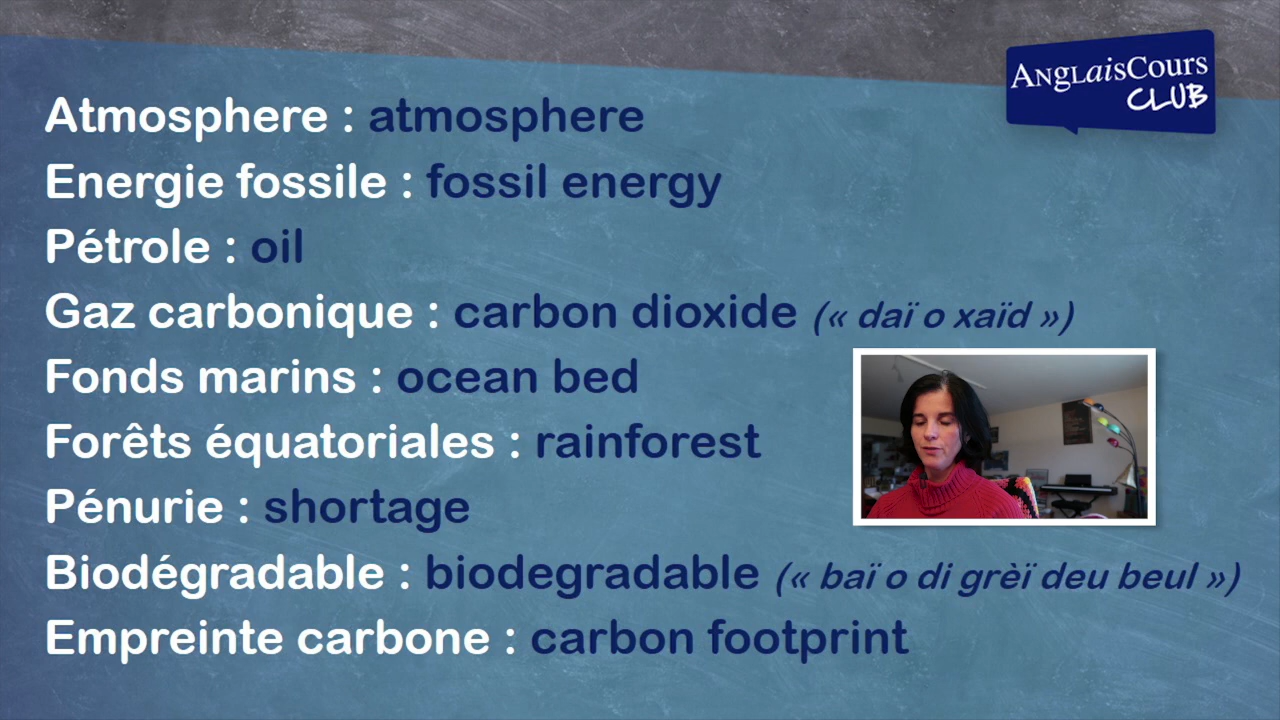 ANGLAISCOURS
CLUB
Atmosphere : atmosphere
Energie fossile : fossil energy
Pétrole : oil
Gaz carbonique : carbon dioxide (« daï o xaïd »)
Fonds marins : ocean bed
Forêts équatoriales : rainforest
Pénurie : shortage
Biodégradable : biodegradable (« baï o di grèï deu beul »)
Empreinte carbone : carbon footprint